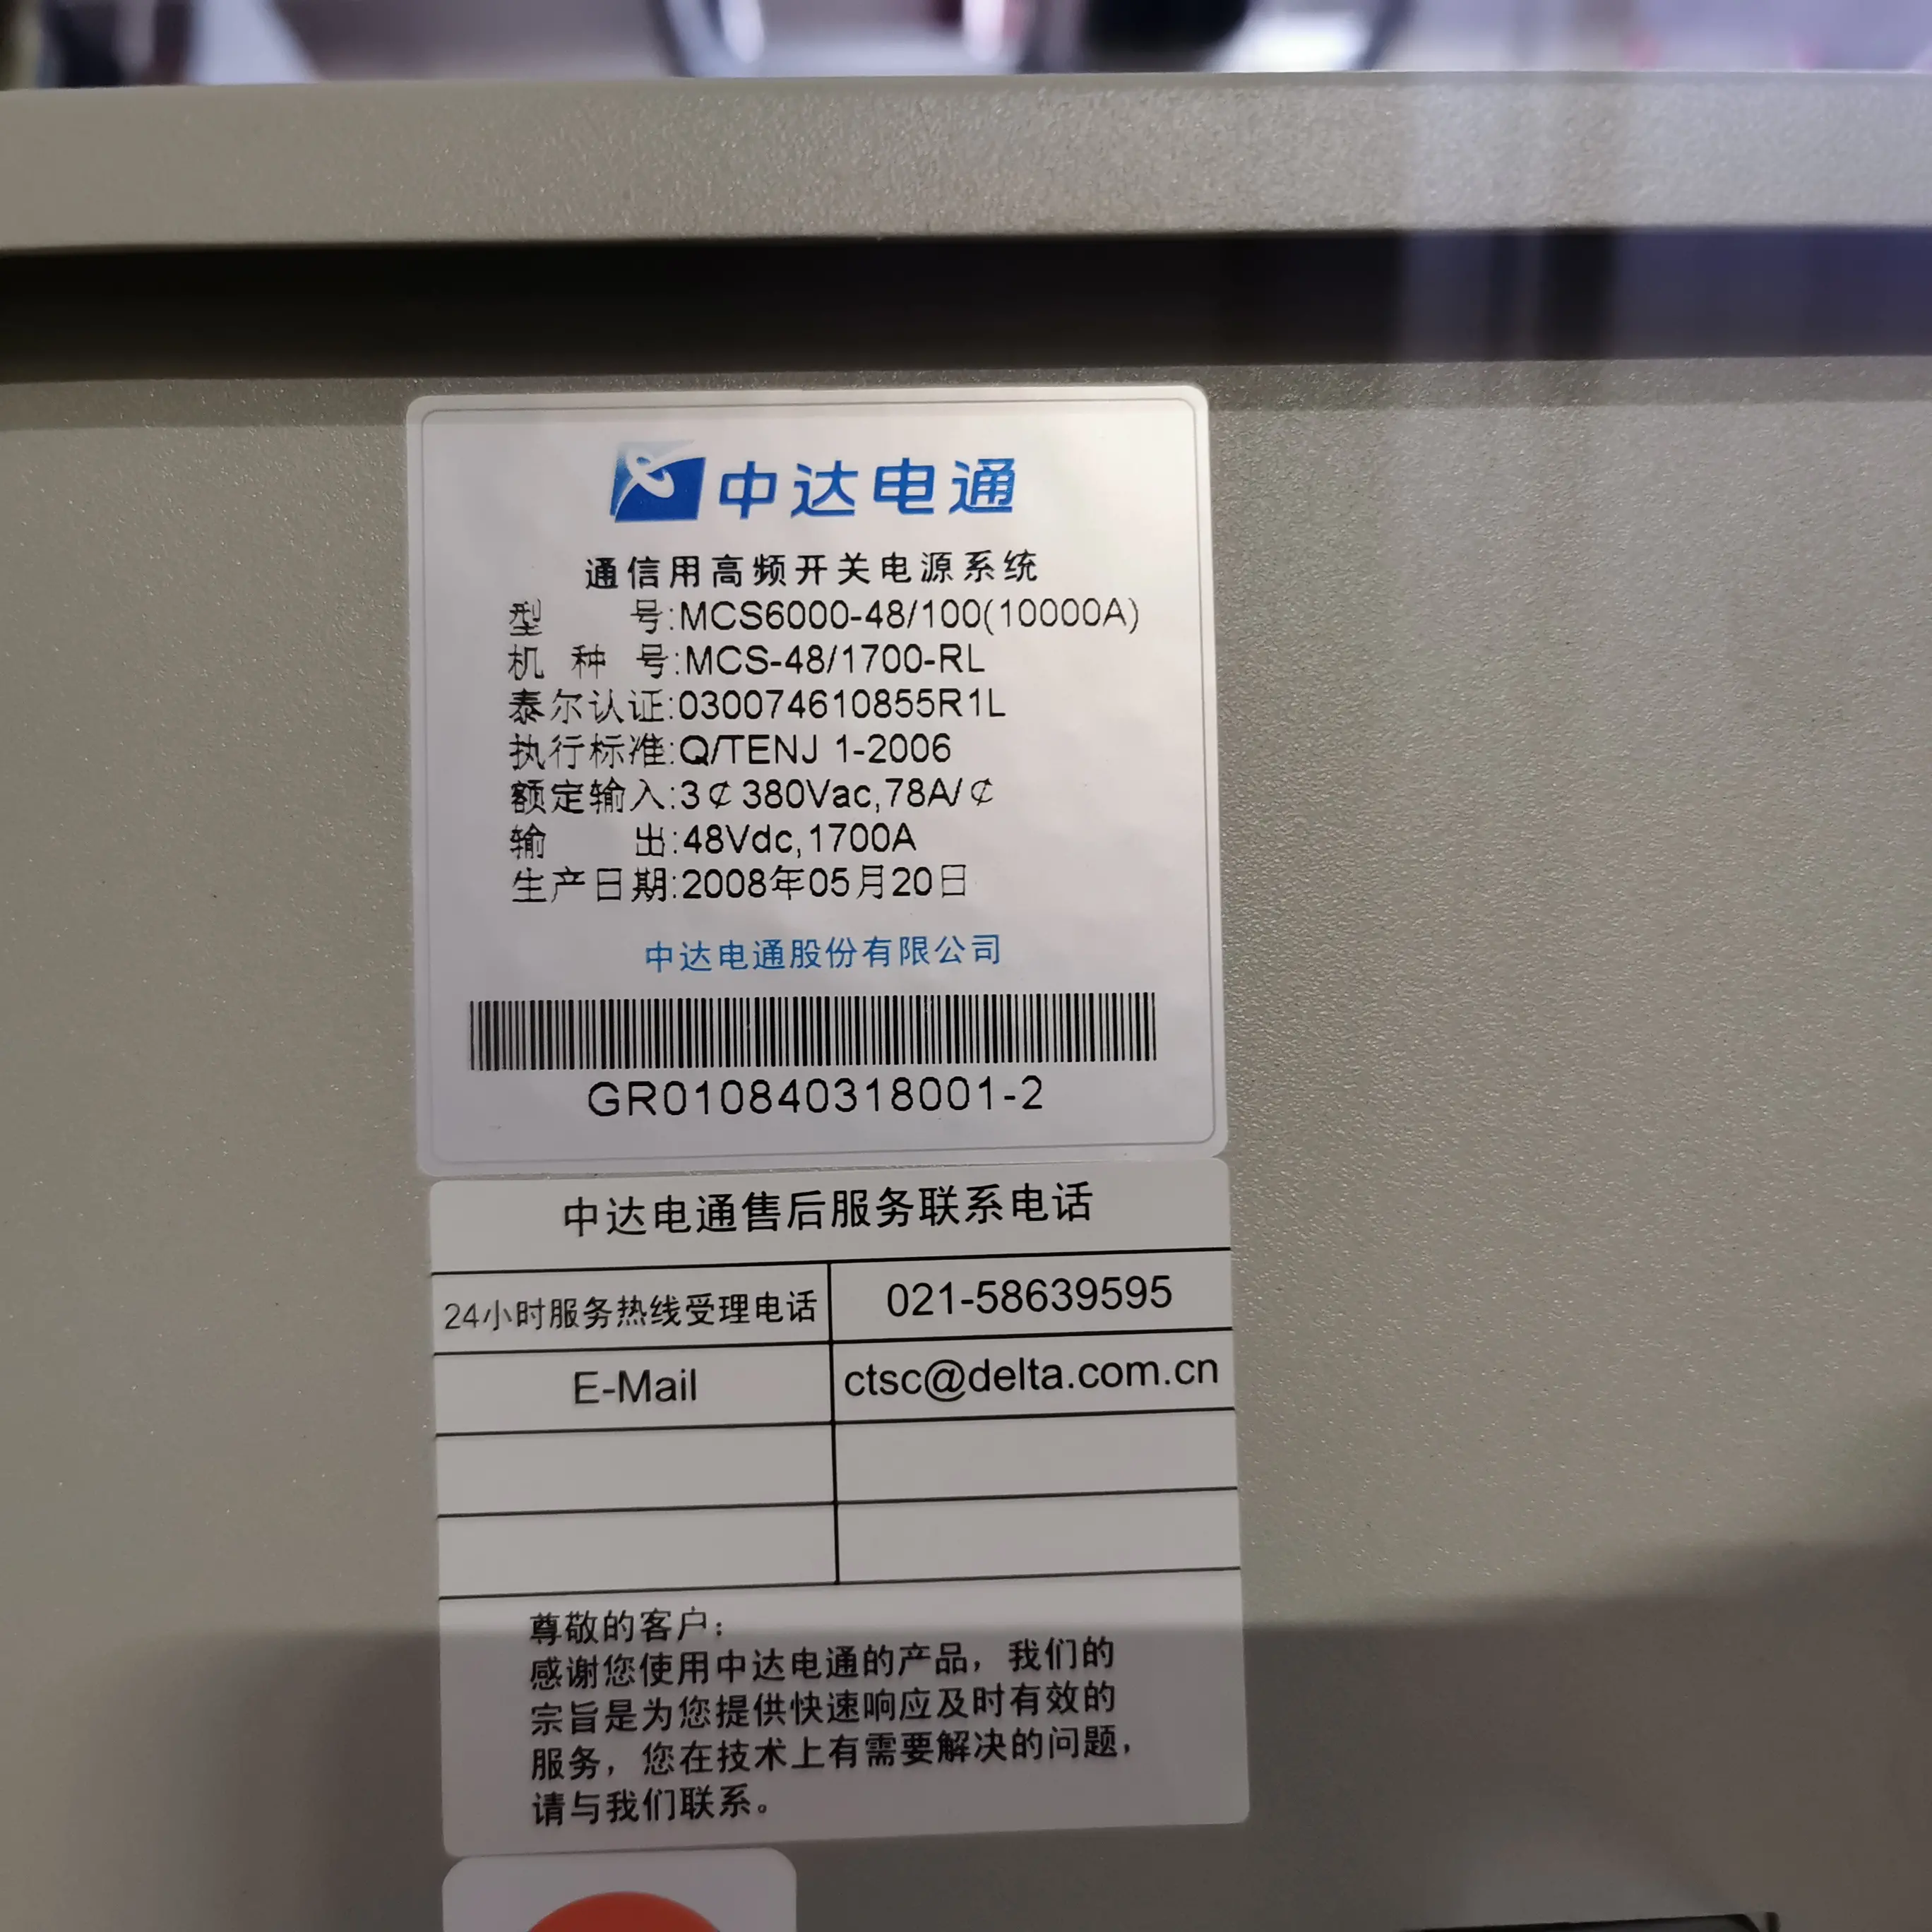 中达电通
通信用高频开关电源系统
型 号:MCS6000-48/100(10000A)
机 种 号:MCS-48/1700-RL
泰尔认证:030074610855R1L
执行标准:Q/TENJ 1-2006
额定输入:3¢380Vac,78A/¢
输 出:48Vdc,1700A
生产日期:2008年05月20日
中达电通股份有限公司
GR010840318001-2
中达电通售后服务联系电话
24小时服务热线受理电话 021-58639595
E-Mail ctsc@delta.com.cn
尊敬的客户:
感谢您使用中达电通的产品，我们的
宗旨是为您提供快速响应及时有效的
服务，您在技术上有需要解决的问题，
请与我们联系。